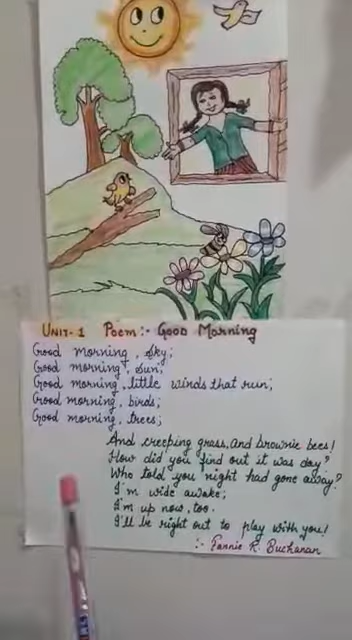 Unit-1 Poem:- Good Morning
Good morning, Sky;
Good morning, Sun;
Good morning, little winds that run;
Good morning, birds;
Good morning, trees;
And creeping grass, and brownie bees!
How did you find out it was day?
Who told you night had gone away?
I'm wide awake;
I'm up now, too.
I'll be right out to play with you!
:- Fannie R. Buchanan